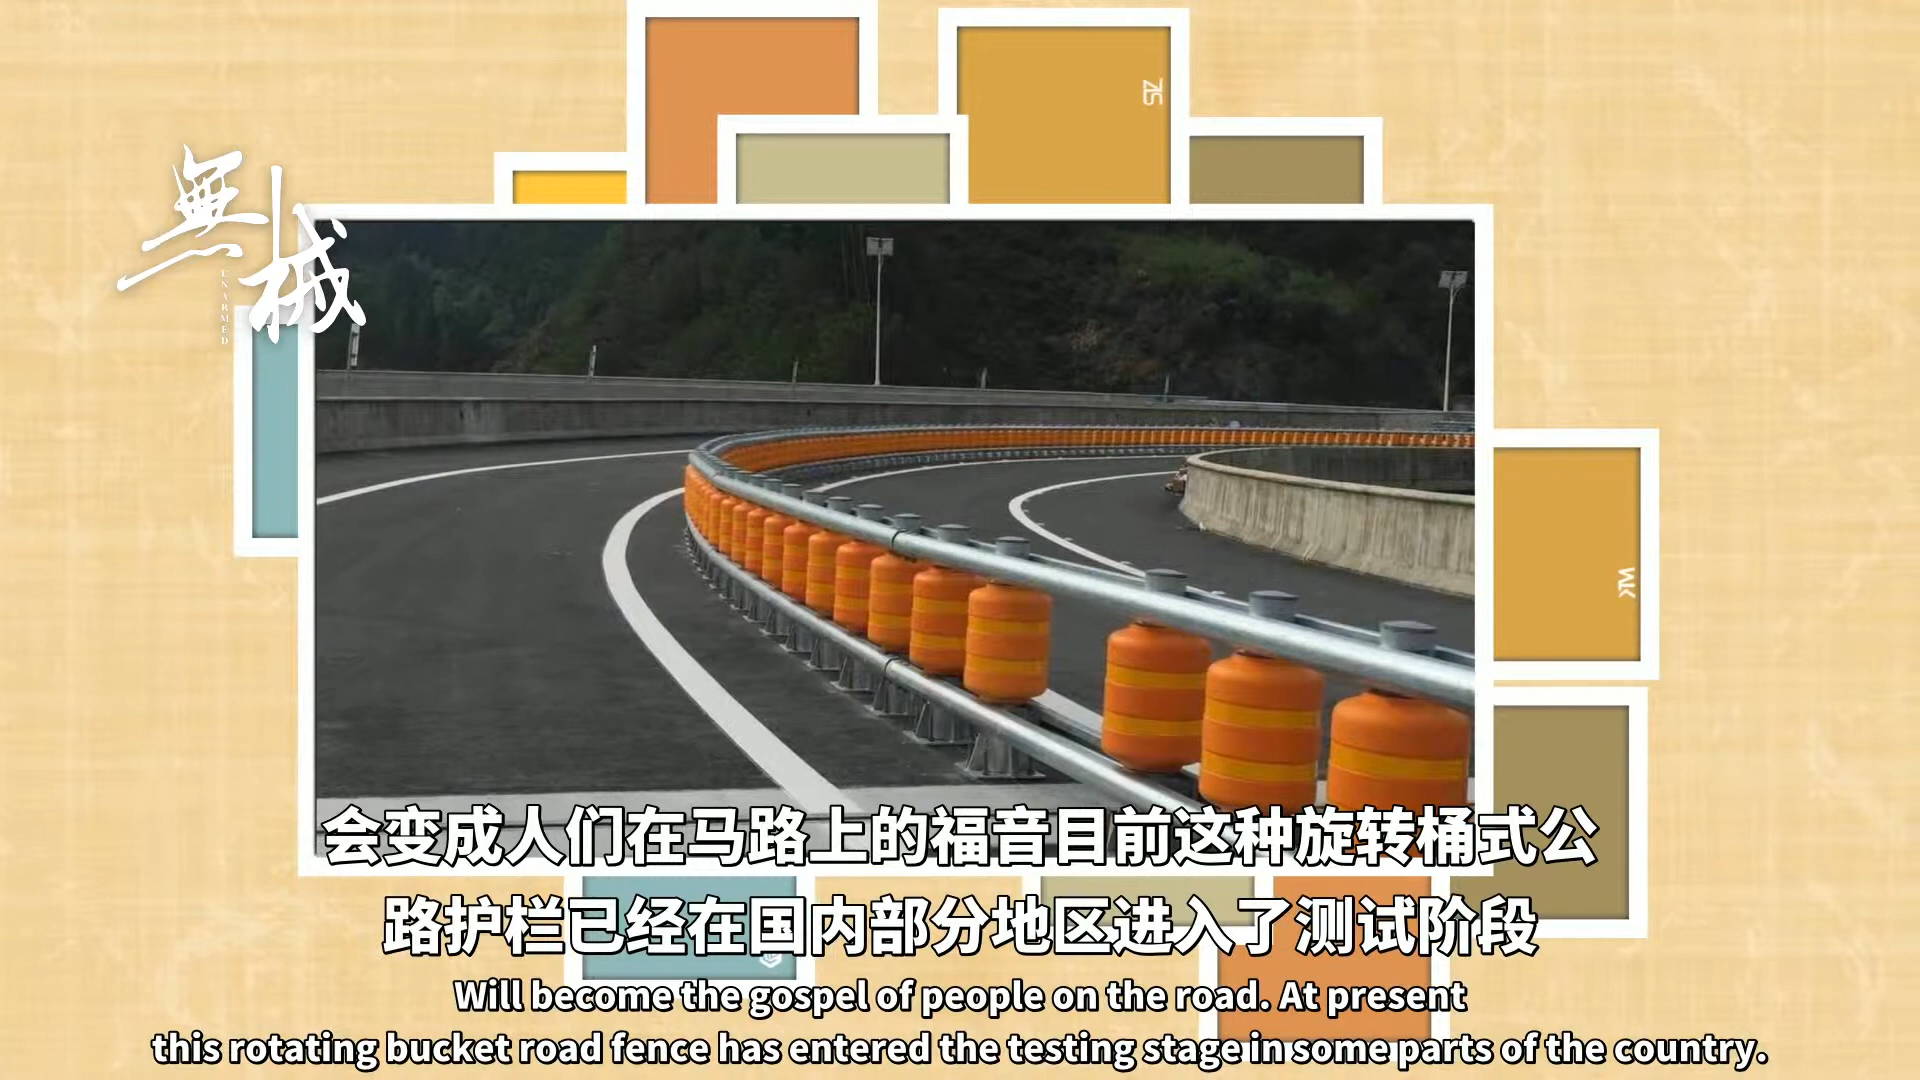 ZS
無械
UNARMED
WK
会变成人们在马路上的福音目前这种旋转桶式公
路护栏已经在国内部分地区进入了测试阶段
Will become the gospel of people on the road. At present
this rotating bucket road fence has entered the testing stage in some parts of the country.